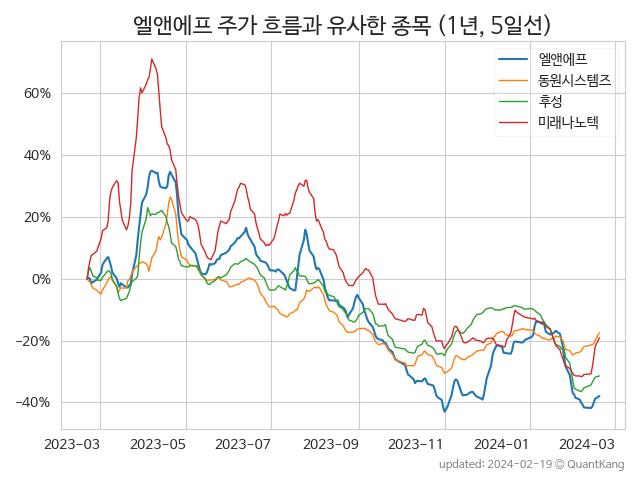 엘앤에프 주가 흐름과 유사한 종목 (1년, 5일선)
엘앤에프
동원시스템즈
후성
미래나노텍
60%
40%
20%
0%
−20%
−40%
2023-03 2023-05 2023-07 2023-09 2023-11 2024-01 2024-03
updated: 2024-02-19 © QuantKang